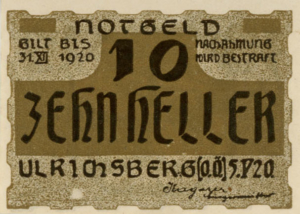 NOTGELD
GILT BIS 31.XII 1920
10
NACHAHMUNG WIRD BESTRAFT
ZEHN HELLER
ULRICHSBERG (O.Ö.) 5.V.20.